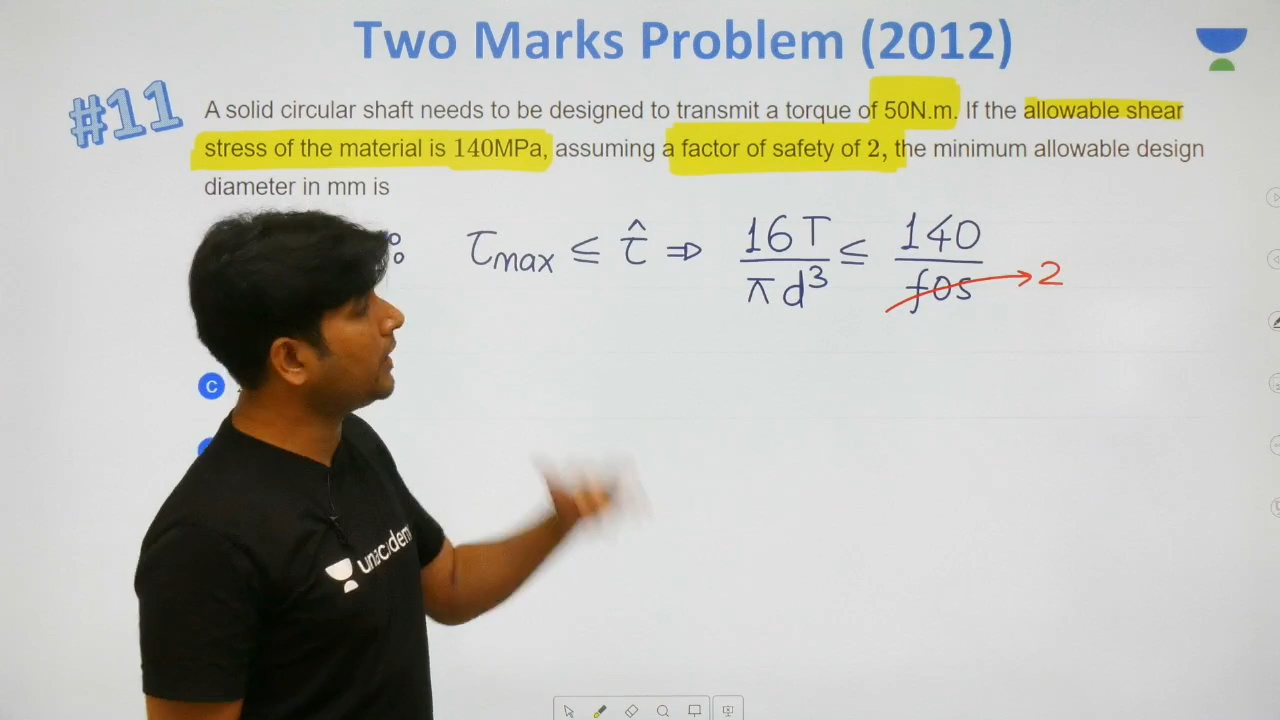 Two Marks Problem (2012)
#11
A solid circular shaft needs to be designed to transmit a torque of 50N.m. If the allowable shear
stress of the material is 140MPa, assuming a factor of safety of 2, the minimum allowable design
diameter in mm is
τmax ≤ τ̂ ⇒ 16T/πd³ ≤ 140/fos → 2
C
unacadem